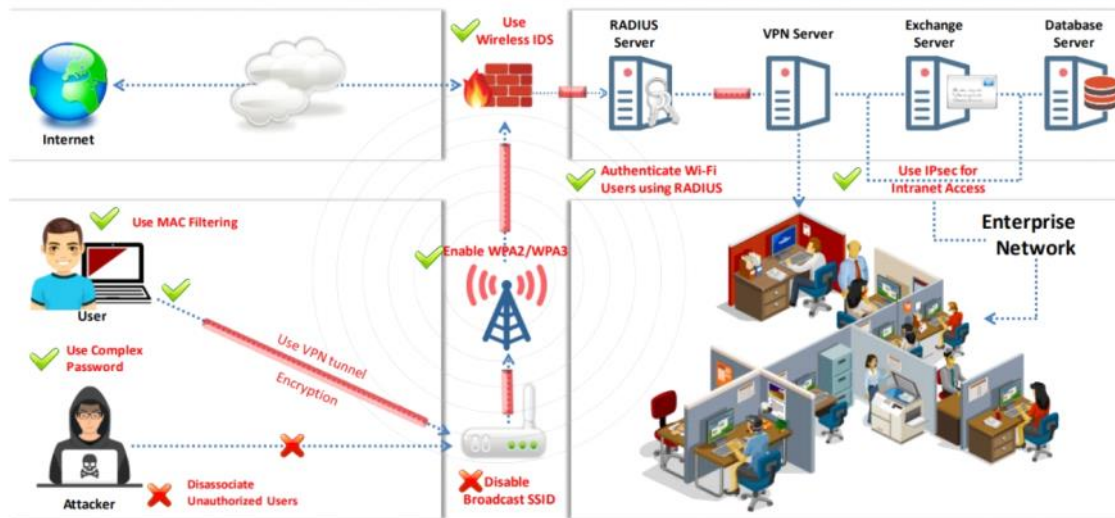 Use
Wireless IDS
RADIUS
Server
VPN Server
Exchange
Server
Database
Server
Internet
Authenticate Wi-Fi
Users using RADIUS
Use IPsec for
Intranet Access
Use MAC Filtering
Enable WPA2/WPA3
Enterprise
Network
User
Use VPN tunnel
Encryption
Use Complex
Password
Attacker
Disassociate
Unauthorized Users
Disable
Broadcast SSID